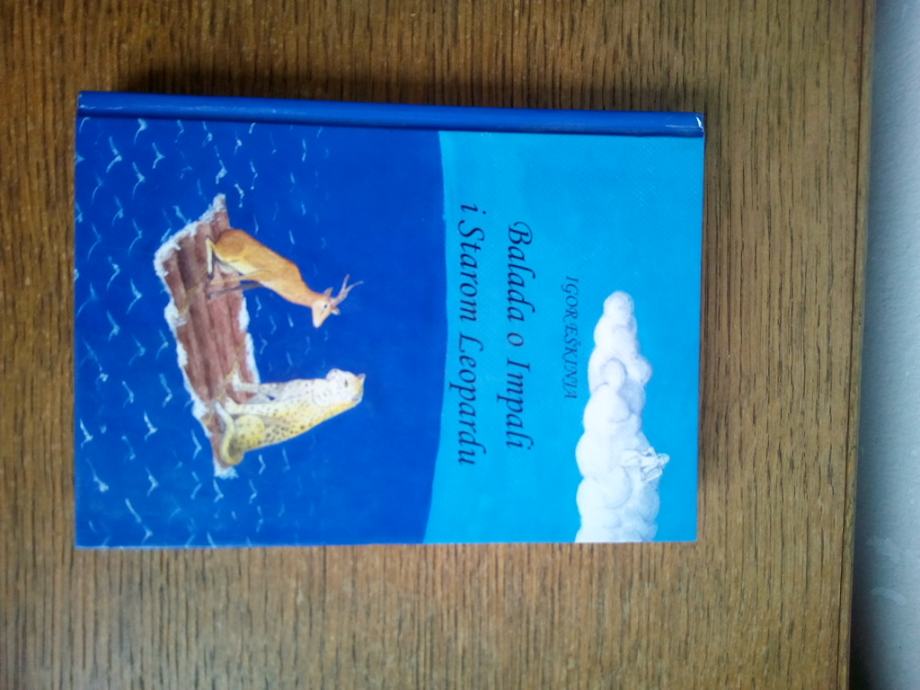 IGOR EŠKINJA
Balada o Impali
i Starom Leopardu